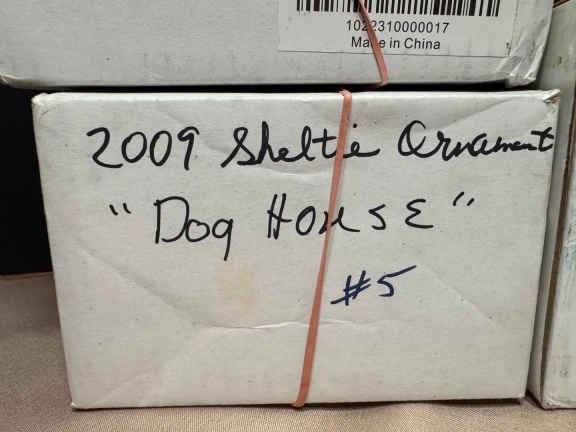 1022310000017
Made in China
2009 Sheltie Ornament
"Dog House"
#5